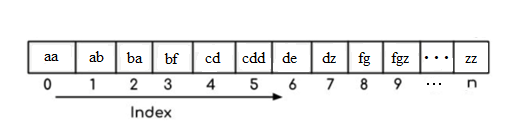 aa ab ba bf cd cdd de dz fg fgz ... zz
0 1 2 3 4 5 6 7 8 9 ... n
Index